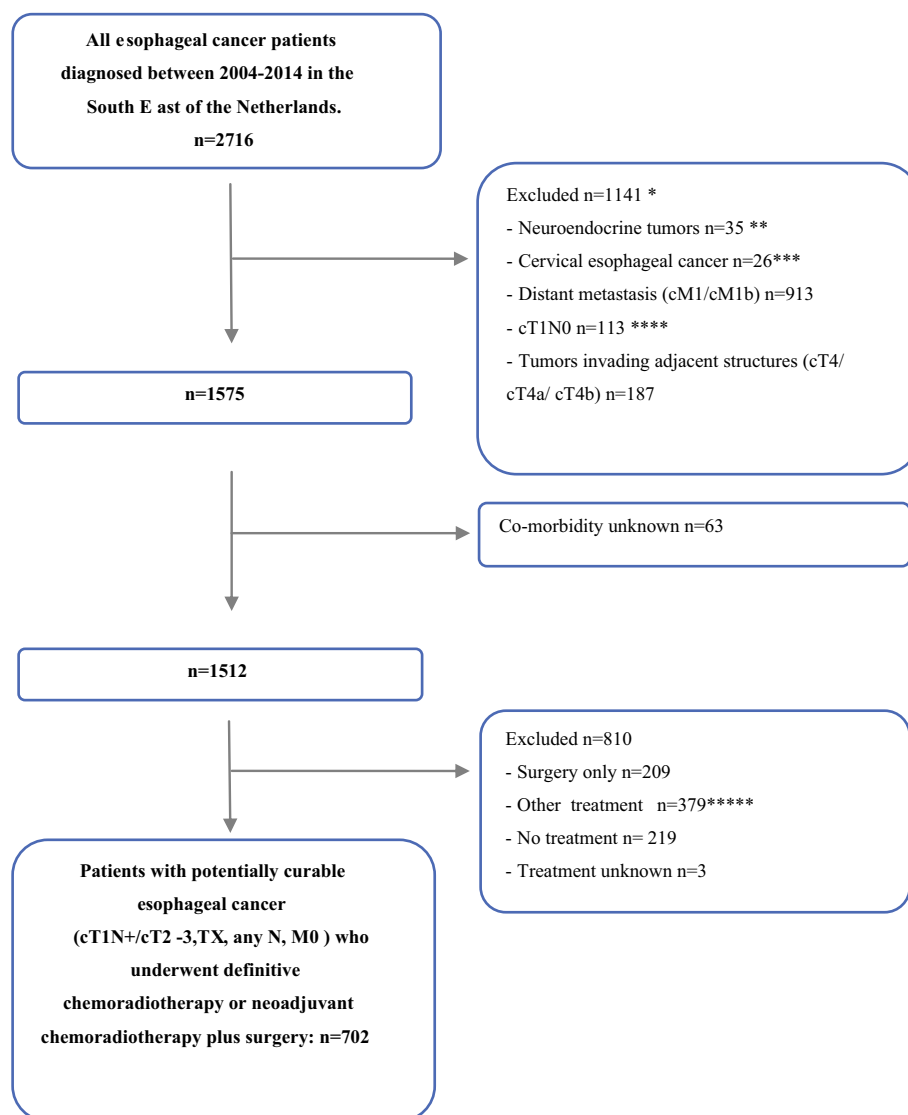 All esophageal cancer patients
diagnosed between 2004-2014 in the
South E ast of the Netherlands.
n=2716
Excluded n=1141 *
- Neuroendocrine tumors n=35 **
- Cervical esophageal cancer n=26***
- Distant metastasis (cM1/cM1b) n=913
- cT1N0 n=113 ****
- Tumors invading adjacent structures (cT4/
cT4a/ cT4b) n=187
n=1575
Co-morbidity unknown n=63
n=1512
Excluded n=810
- Surgery only n=209
- Other treatment n=379*****
- No treatment n= 219
- Treatment unknown n=3
Patients with potentially curable
esophageal cancer
(cT1N+/cT2 -3,TX, any N, M0 ) who
underwent definitive
chemoradiotherapy or neoadjuvant
chemoradiotherapy plus surgery: n=702